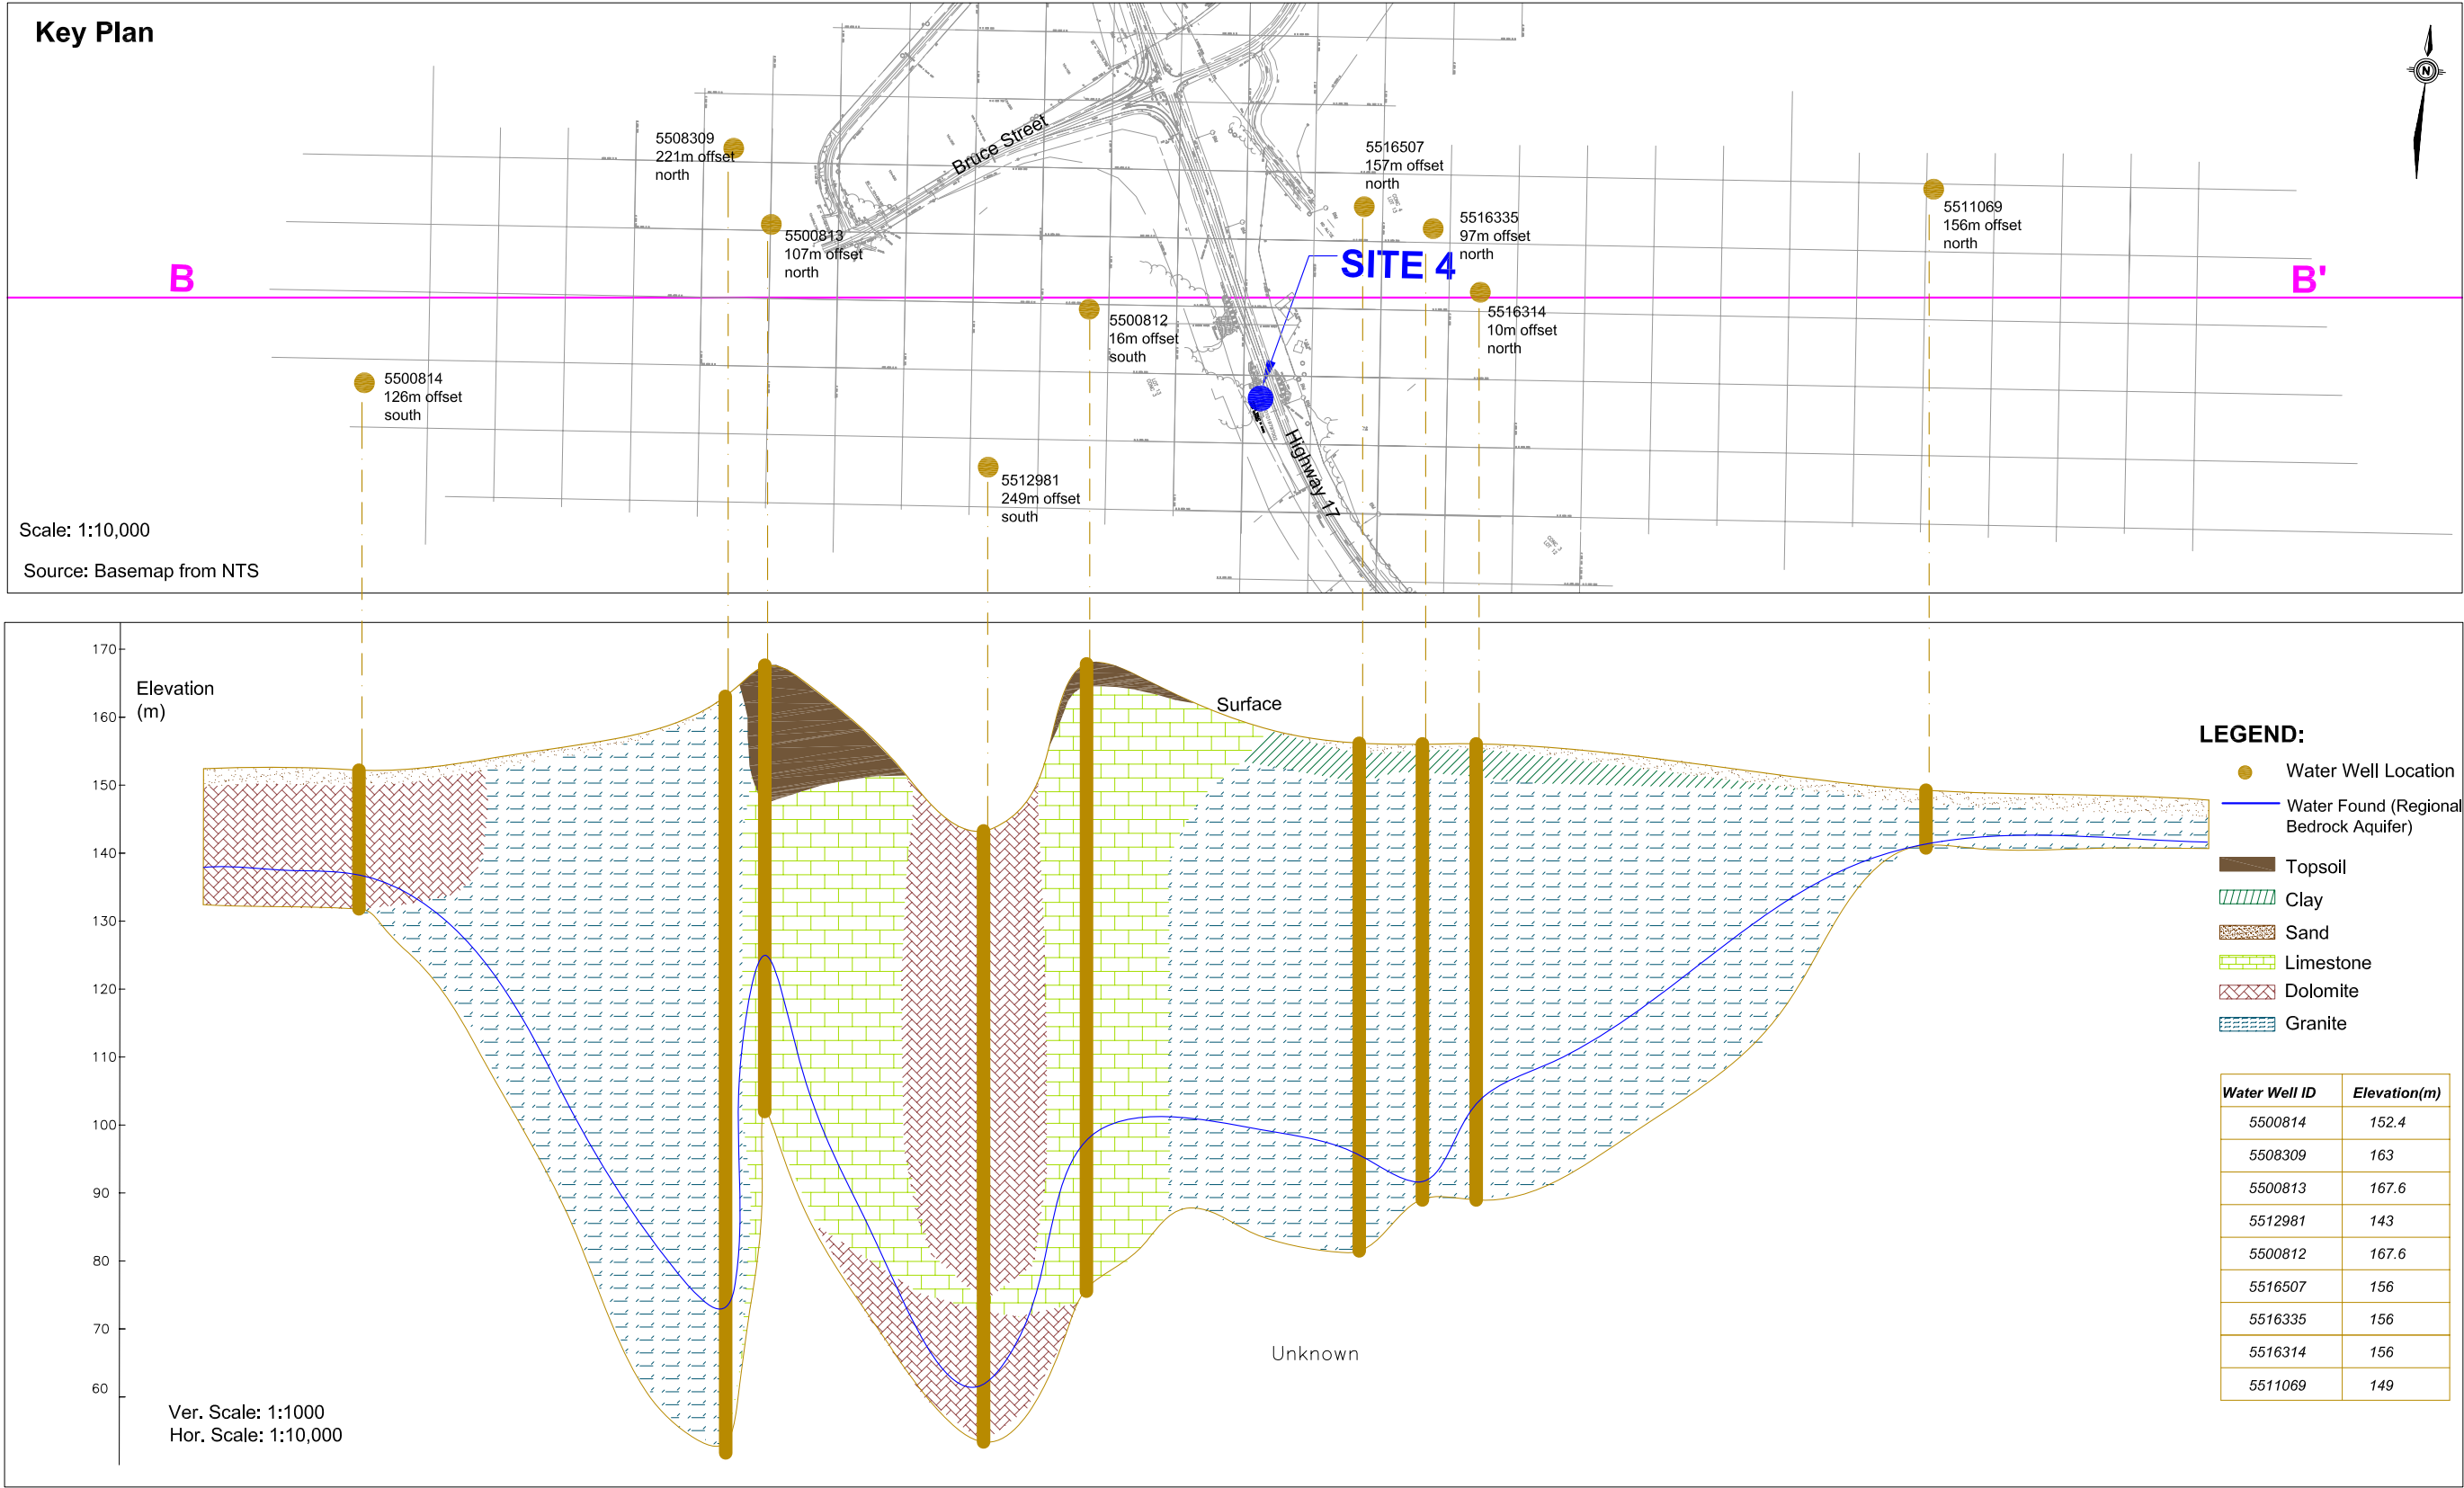 Key Plan
N
Bruce Street
5508309
221m offset
north
5500813
107m offset
north
5516507
157m offset
north
5516335
97m offset
north
5511069
156m offset
north
SITE 4
B
B'
5500812
16m offset
south
5516314
10m offset
north
5500814
126m offset
south
Highway 17
5512981
249m offset
south
Scale: 1:10,000
Source: Basemap from NTS
170
Elevation
(m)
160
150
140
130
120
110
100
90
80
70
60
Surface
Unknown
Ver. Scale: 1:1000
Hor. Scale: 1:10,000
LEGEND:
Water Well Location
Water Found (Regional
Bedrock Aquifer)
Topsoil
Clay
Sand
Limestone
Dolomite
Granite
Water Well ID Elevation(m)
5500814 152.4
5508309 163
5500813 167.6
5512981 143
5500812 167.6
5516507 156
5516335 156
5516314 156
5511069 149